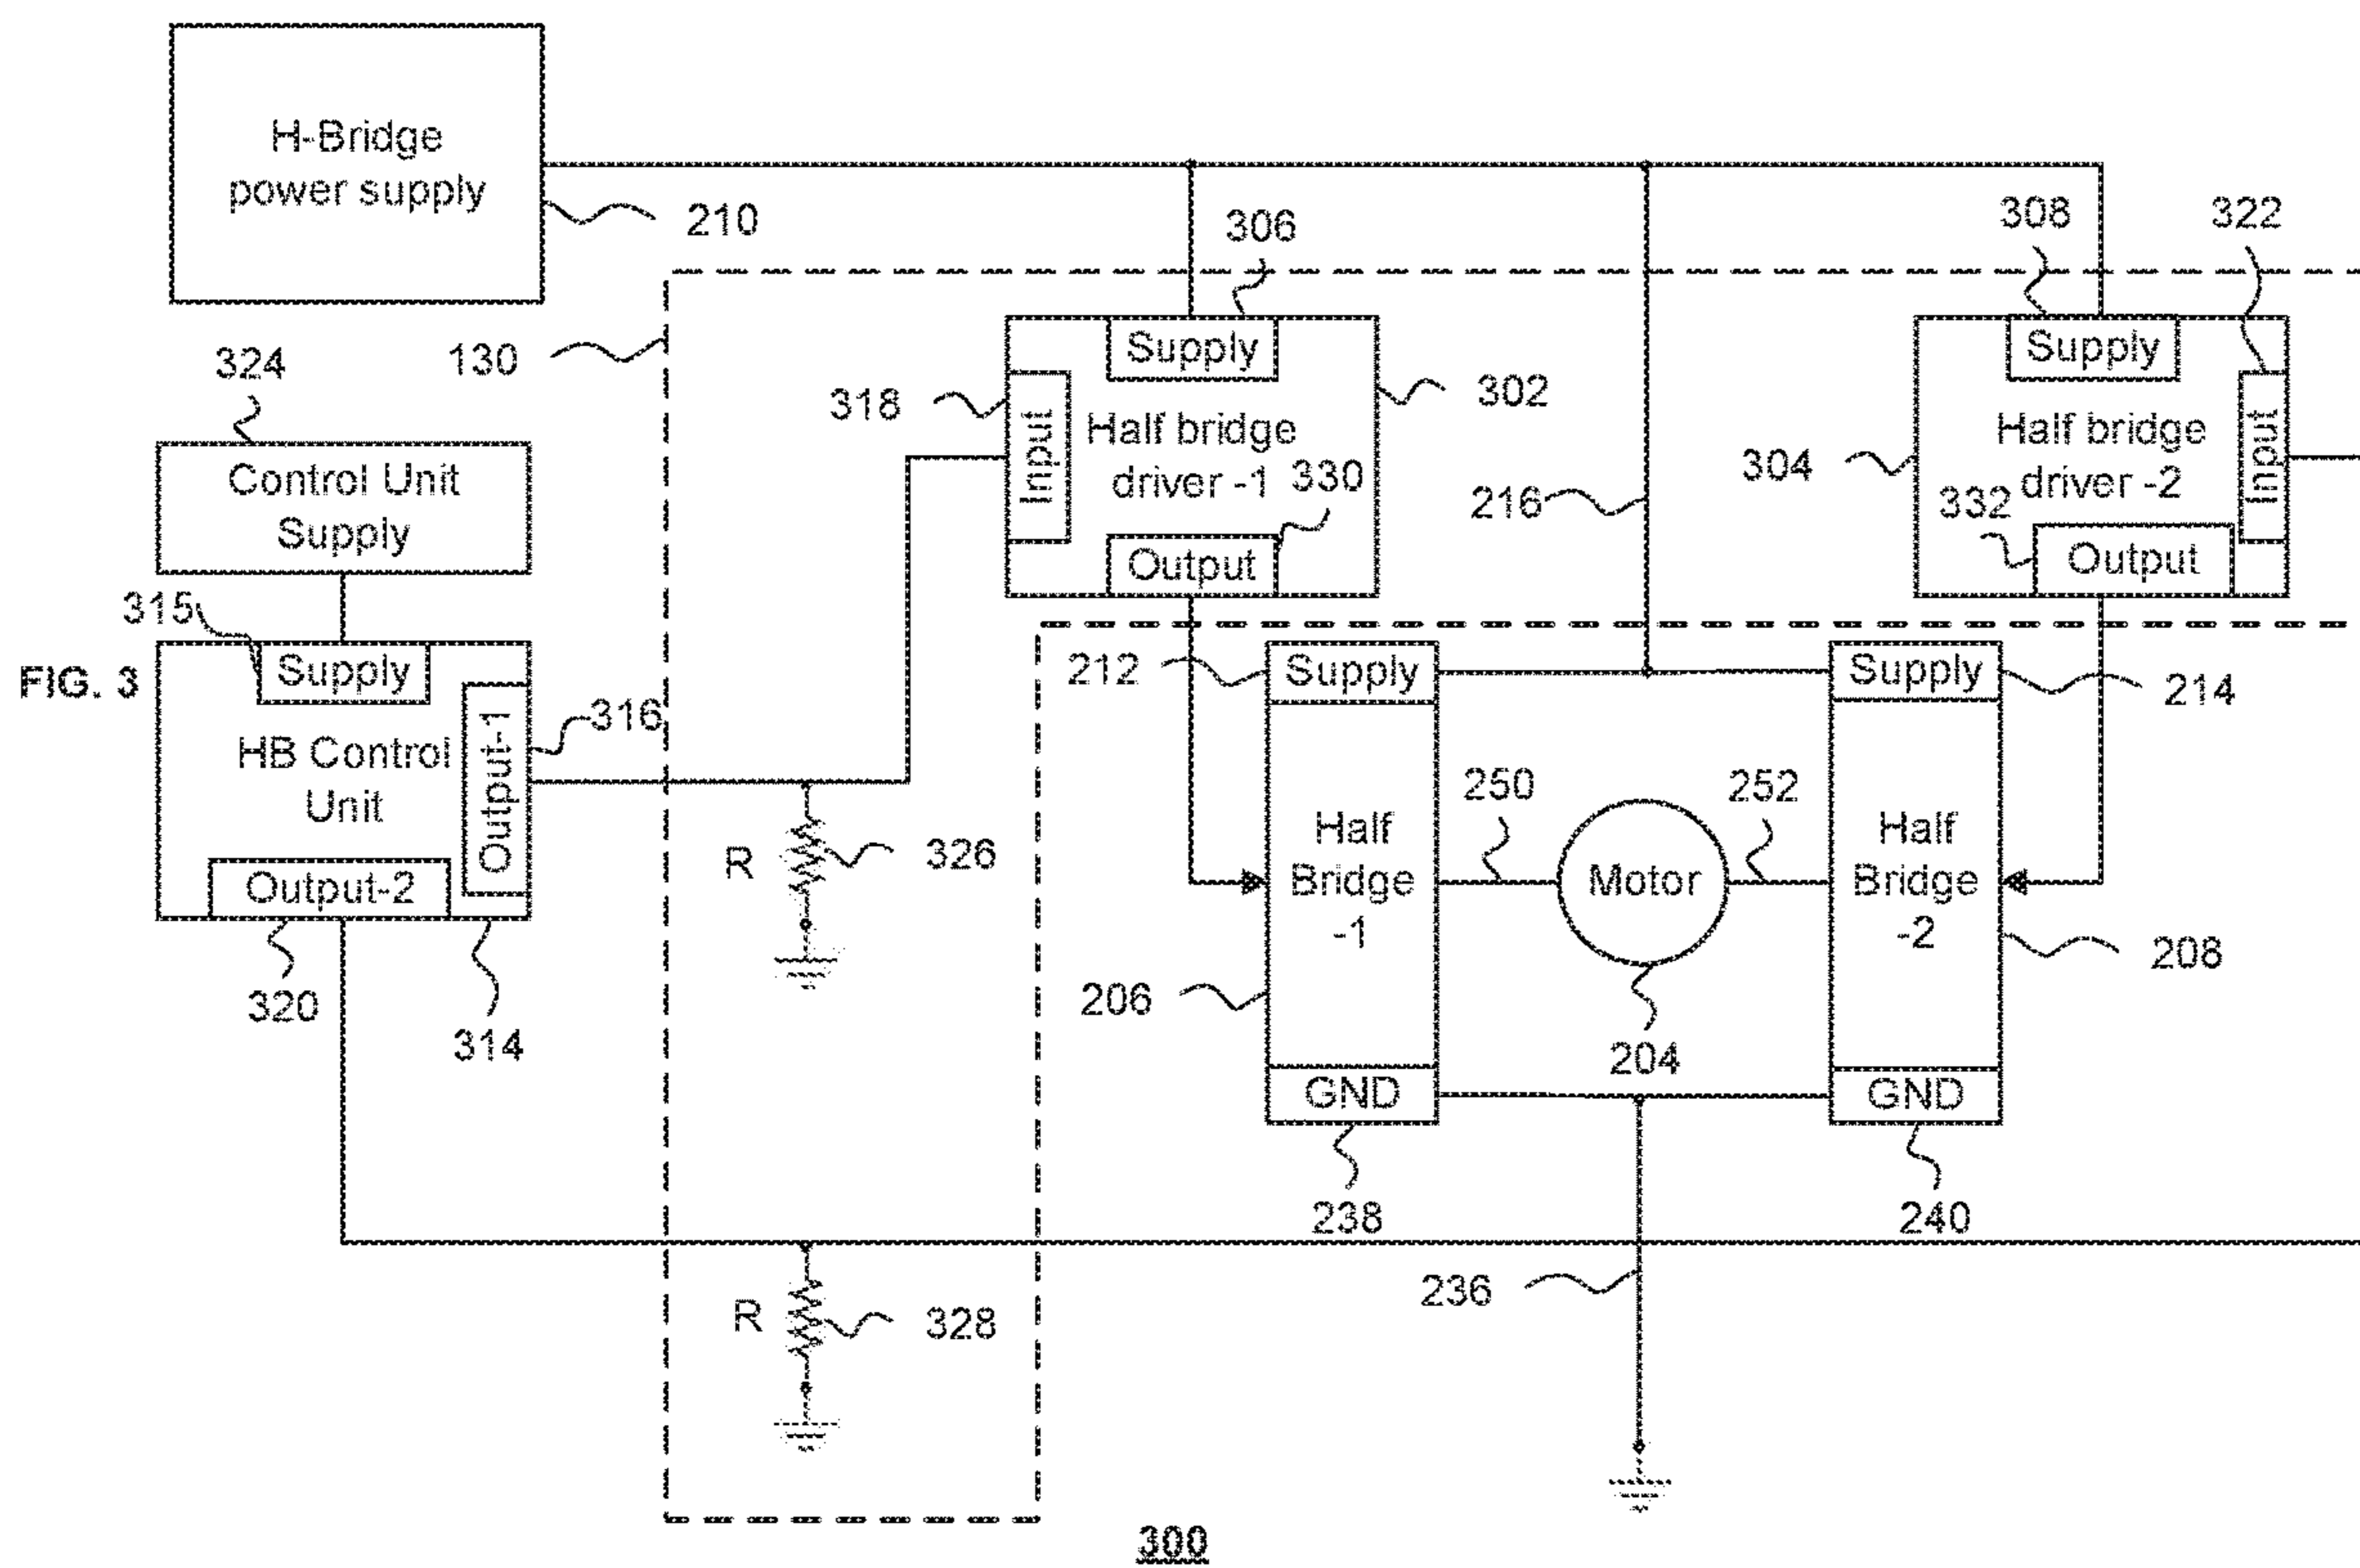 H-Bridge
power supply
210
306
308
322
130
324
Supply
Supply
318
302
Input
Half bridge
driver -1
330
Output
216
304
Half bridge
driver -2
332
Input
Output
Control Unit
Supply
315
FIG. 3
Supply
316
HB Control
Unit
Output-1
Output-2
320
314
212
Supply
Supply
214
250
252
R
326
Half
Bridge
-1
Motor
Half
Bridge
-2
206
208
204
GND
GND
238
240
236
R
328
300